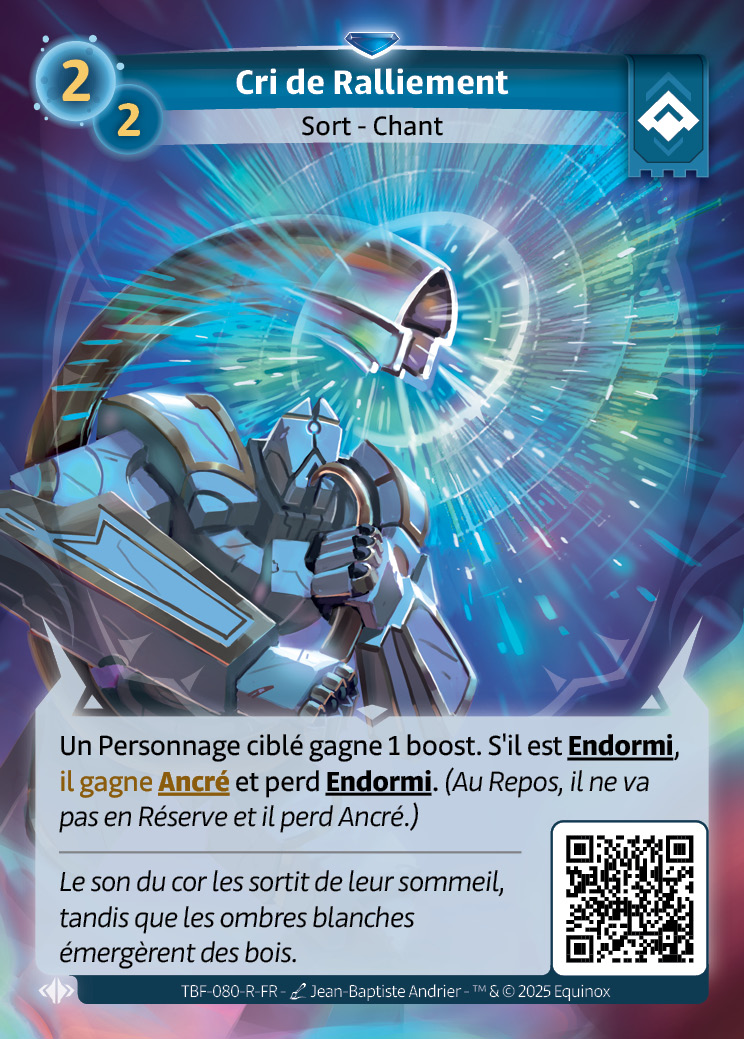 2
Cri de Ralliement
2
Sort - Chant
Un Personnage ciblé gagne 1 boost. S'il est Endormi,
il gagne Ancré et perd Endormi. (Au Repos, il ne va
pas en Réserve et il perd Ancré.)
Le son du cor les sortit de leur sommeil,
tandis que les ombres blanches
émergèrent des bois.
TBF-080-R-FR - Jean-Baptiste Andrier - ™ & © 2025 Equinox